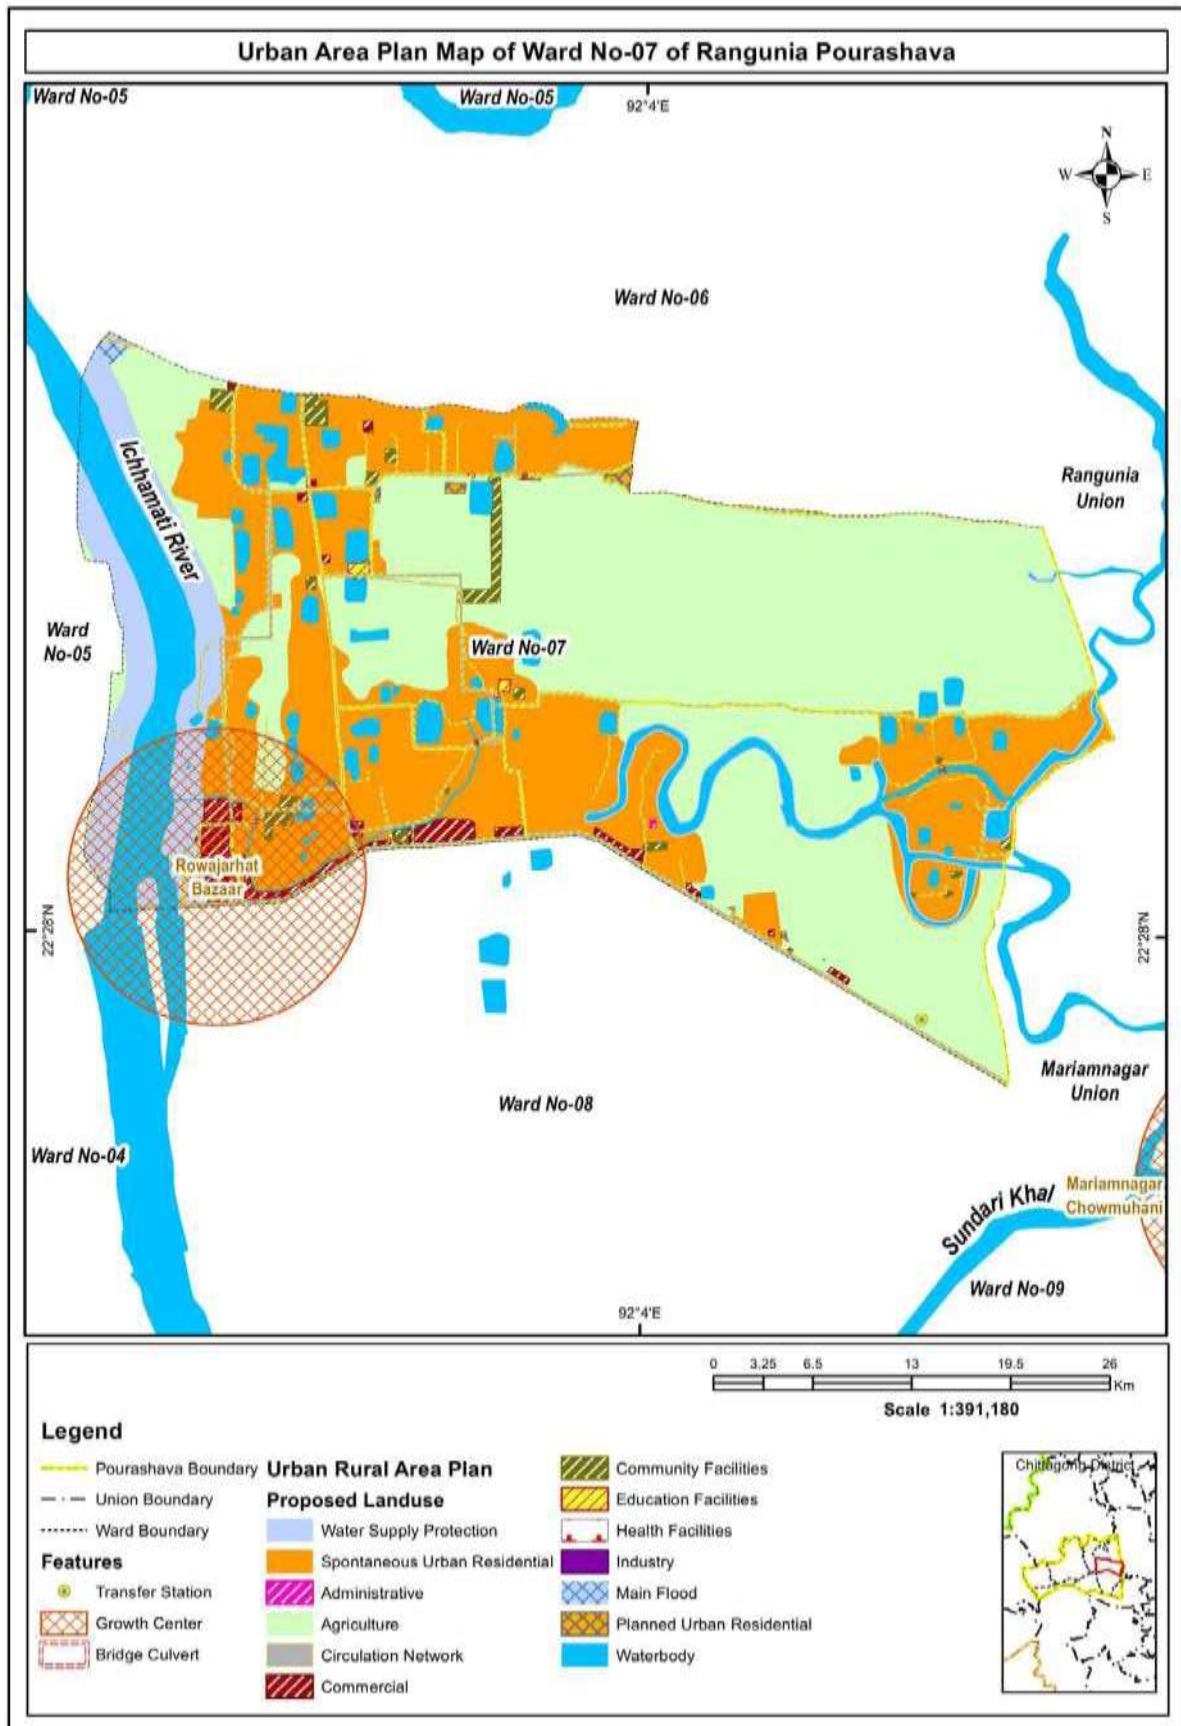 Urban Area Plan Map of Ward No-07 of Rangunia Pourashava
Ward No-05
Ward No-05
92°4'E
N
W
E
S
Ward No-06
Ichhamati River
Rangunia
Union
Ward
No-05
Ward No-07
Rowajarhat
Bazaar
22°28'N
22°28'N
Mariamnagar
Union
Ward No-08
Ward No-04
Mariamnagar
Chowmuhani
Sundari Khal
Ward No-09
92°4'E
0 3.25 6.5 13 19.5 26
Km
Scale 1:391,180
Legend
Pourashava Boundary
Union Boundary
Ward Boundary
Features
Transfer Station
Growth Center
Bridge Culvert
Urban Rural Area Plan
Proposed Landuse
Water Supply Protection
Spontaneous Urban Residential
Administrative
Agriculture
Circulation Network
Commercial
Community Facilities
Education Facilities
Health Facilities
Industry
Main Flood
Planned Urban Residential
Waterbody
Chittagong District